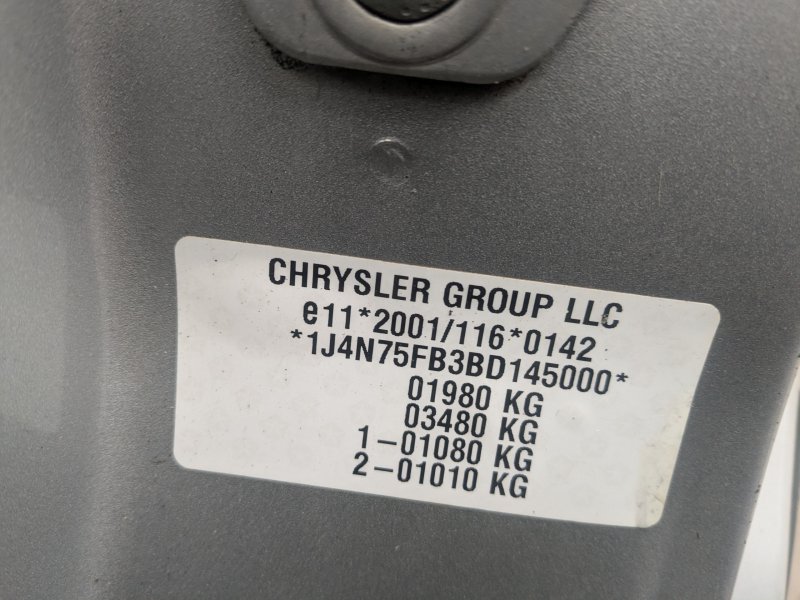 CHRYSLER GROUP LLC
e11*2001/116*0142
*1J4N75FB3BD145000*
01980 KG
03480 KG
1-01080 KG
2-01010 KG